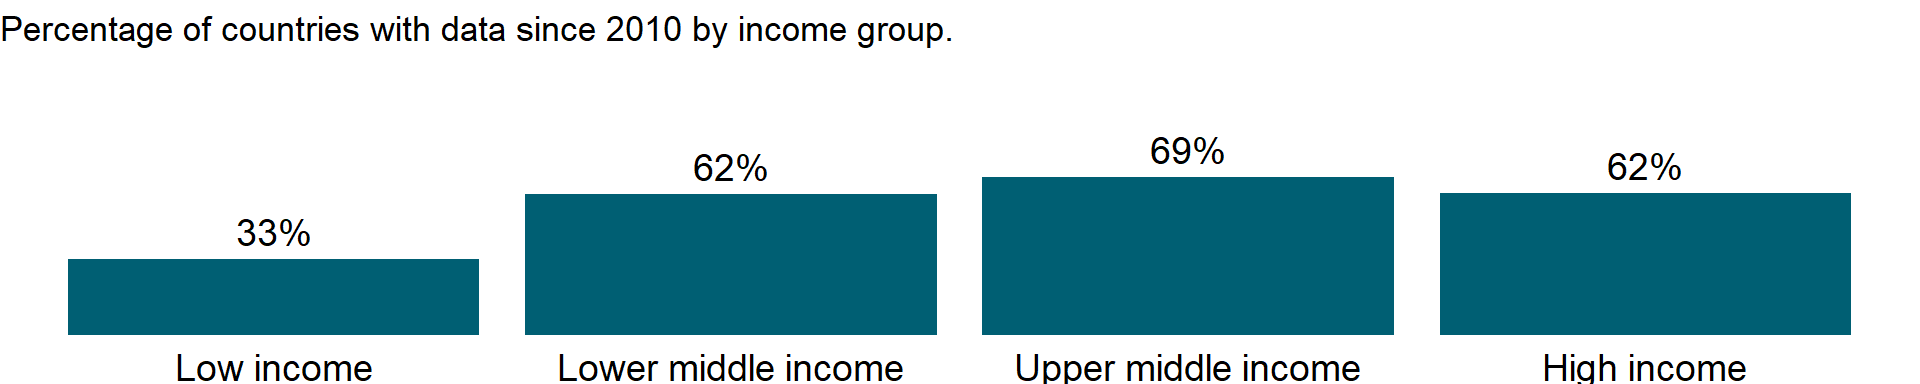 Percentage of countries with data since 2010 by income group.
33%
62%
69%
62%
Low income
Lower middle income
Upper middle income
High income